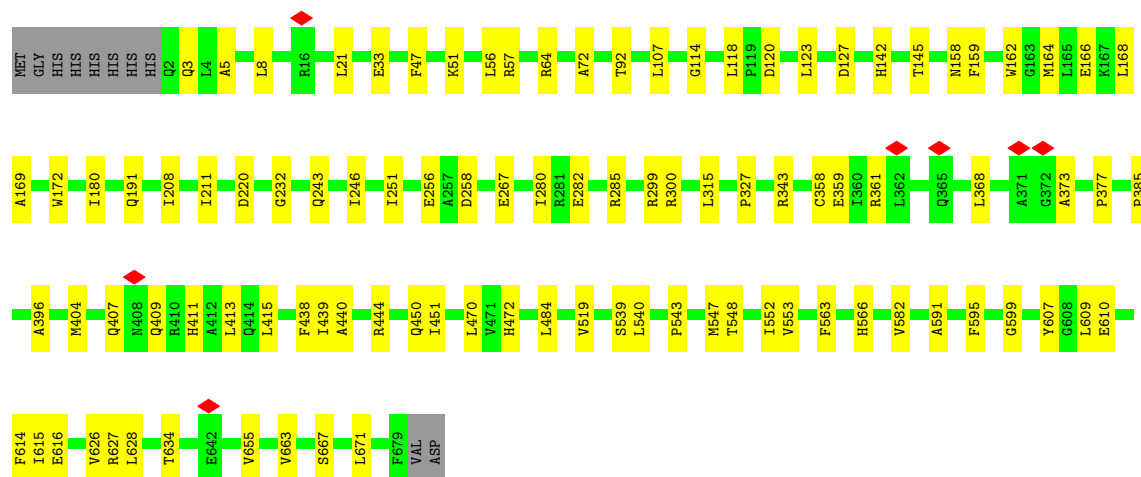 MET GLY HIS HIS HIS HIS HIS HIS Q2 Q3 L4 A5 L8 R16 L21 E33 F47 K51 L56 R57 R64 A72 T92 L107 G114 L118 P119 D120 L123 D127 H142 T145 N158 F159 W162 G163 M164 L165 E166 K167 L168
A169 W172 I180 Q191 I208 I211 D220 G232 Q243 I246 I251 E256 A257 D258 E267 I280 R281 E282 R285 R299 R300 L315 P327 R343 C358 E359 I360 R361 L362 Q365 L368 A371 G372 A373 P377 P385
A396 M404 Q407 N408 Q409 R410 H411 A412 L413 Q414 L415 F438 I439 A440 R444 Q450 I451 L470 V471 H472 L484 V519 S539 L540 P543 M547 T548 I552 V553 F563 H566 V582 A591 F595 G599 Y607 G608 L609 E610
F614 I615 E616 V626 R627 L628 T634 E642 V655 V663 S667 L671 F679 VAL ASP